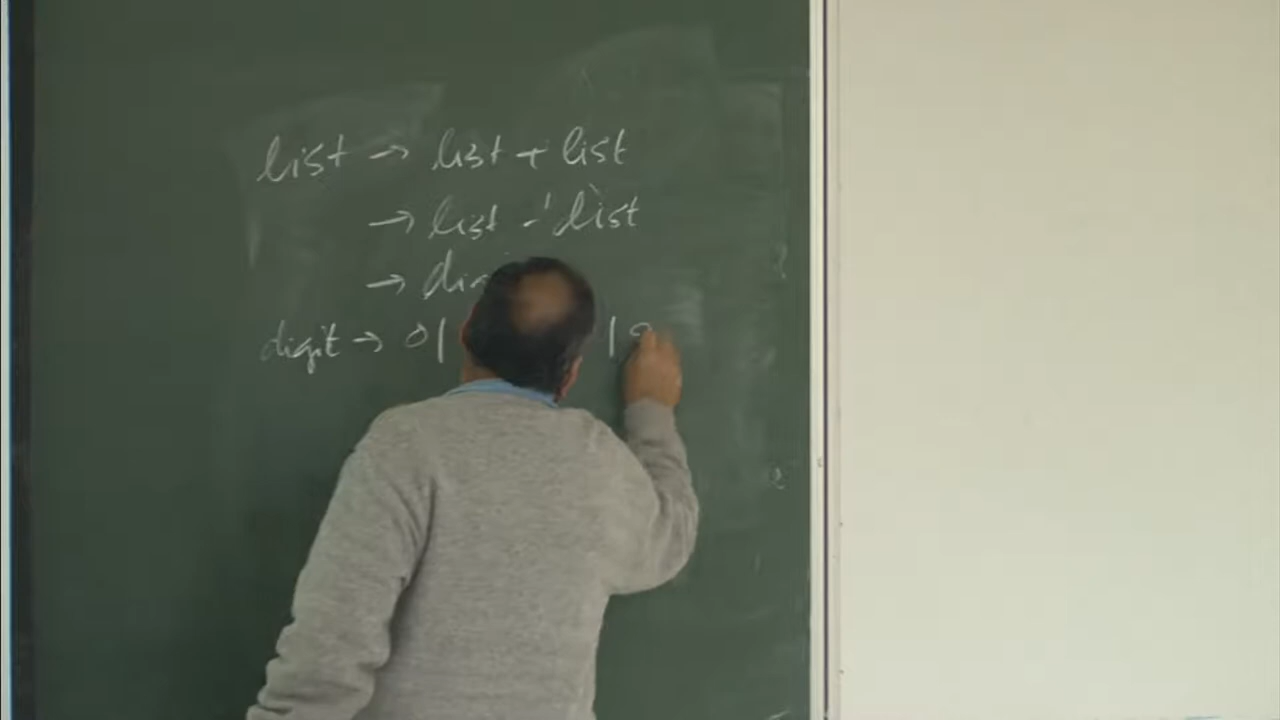 list → list + list
→ list - list
→
digit → 0 | |